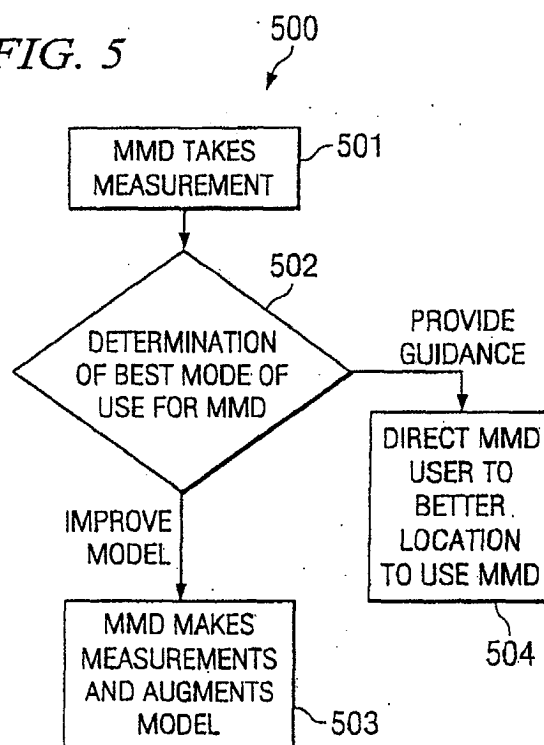 FIG. 5
500
MMD TAKES
MEASUREMENT
501
502
DETERMINATION
OF BEST MODE OF
USE FOR MMD
PROVIDE
GUIDANCE
DIRECT MMD
USER TO
BETTER
LOCATION
TO USE MMD
504
IMPROVE
MODEL
MMD MAKES
MEASUREMENTS
AND AUGMENTS
MODEL
503